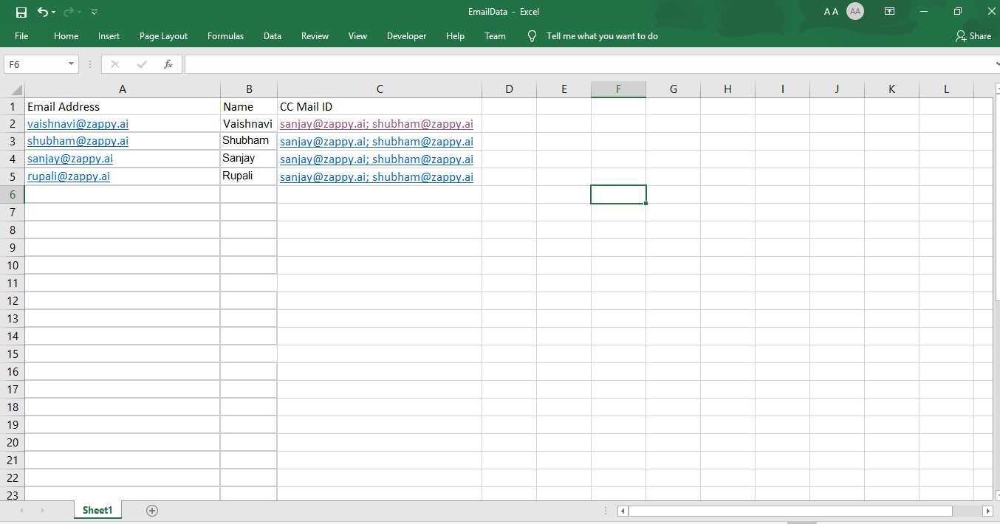 EmailData - Excel
A A
AA
File Home Insert Page Layout Formulas Data Review View Developer Help Team Tell me what you want to do Share
F6 fx
A B C D E F G H I J K L
1 Email Address Name CC Mail ID
2 vaishnavi@zappy.ai Vaishnavi sanjay@zappy.ai; shubham@zappy.ai
3 shubham@zappy.ai Shubham sanjay@zappy.ai; shubham@zappy.ai
4 sanjay@zappy.ai Sanjay sanjay@zappy.ai; shubham@zappy.ai
5 rupali@zappy.ai Rupali sanjay@zappy.ai; shubham@zappy.ai
6
7
8
9
10
11
12
13
14
15
16
17
18
19
20
21
22
23
Sheet1